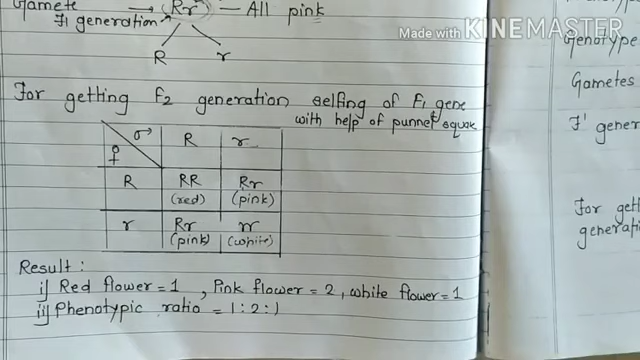 Gamete → Rr — All pink
F1 generation
R r
For getting F2 generation selfing of F1 gene
with help of punnet squar
♂ R r
♀
R RR Rr
(red) (pink)
r Rr rr
(pink) (white)
Result :
i) Red flower = 1 , Pink flower = 2, white flower = 1
ii) Phenotypic ratio = 1 : 2 : 1
Made with KINEMASTER
Genotype
Gametes
F' gener
For gett
generati